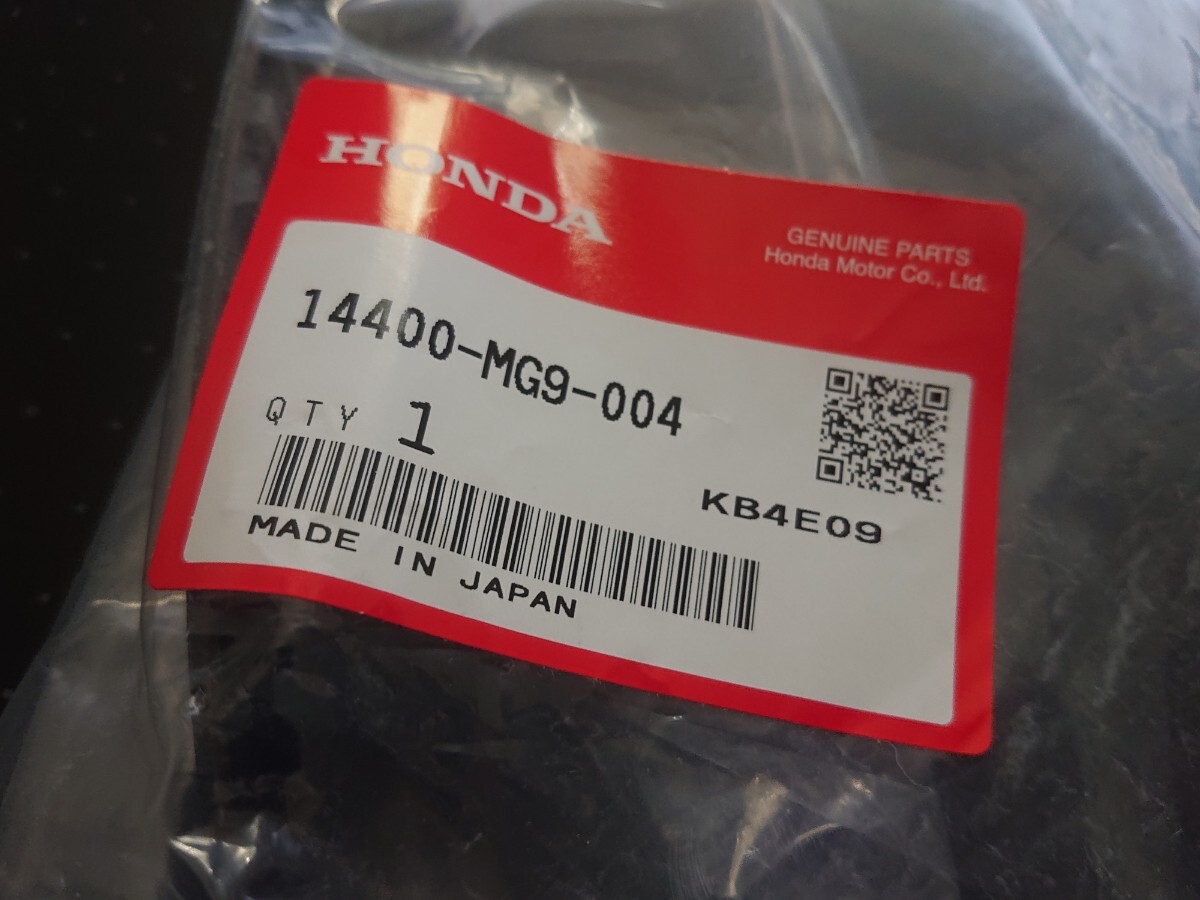 HONDA
GENUINE PARTS
Honda Motor Co., Ltd.
14400-MG9-004
QTY 1
KB4E09
MADE IN JAPAN